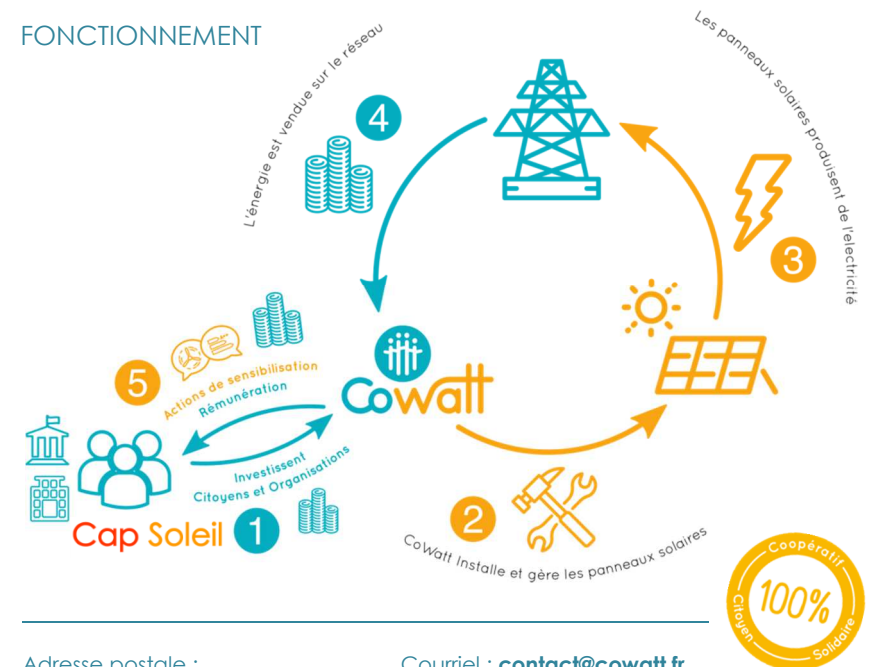 FONCTIONNEMENT
L'énergie est vendue sur le réseau
4
Les panneaux solaires produisent de l'electricité
3
5
Actions de sensibilisation
Rémunération
CoWatt
Investissent
Citoyens et Organisations
Cap Soleil
1
2
CoWatt Installe et gère les panneaux solaires
Coopératif
100%
Citoyen
Solidaire
Adresse postale :
Courriel : contact@cowatt.fr